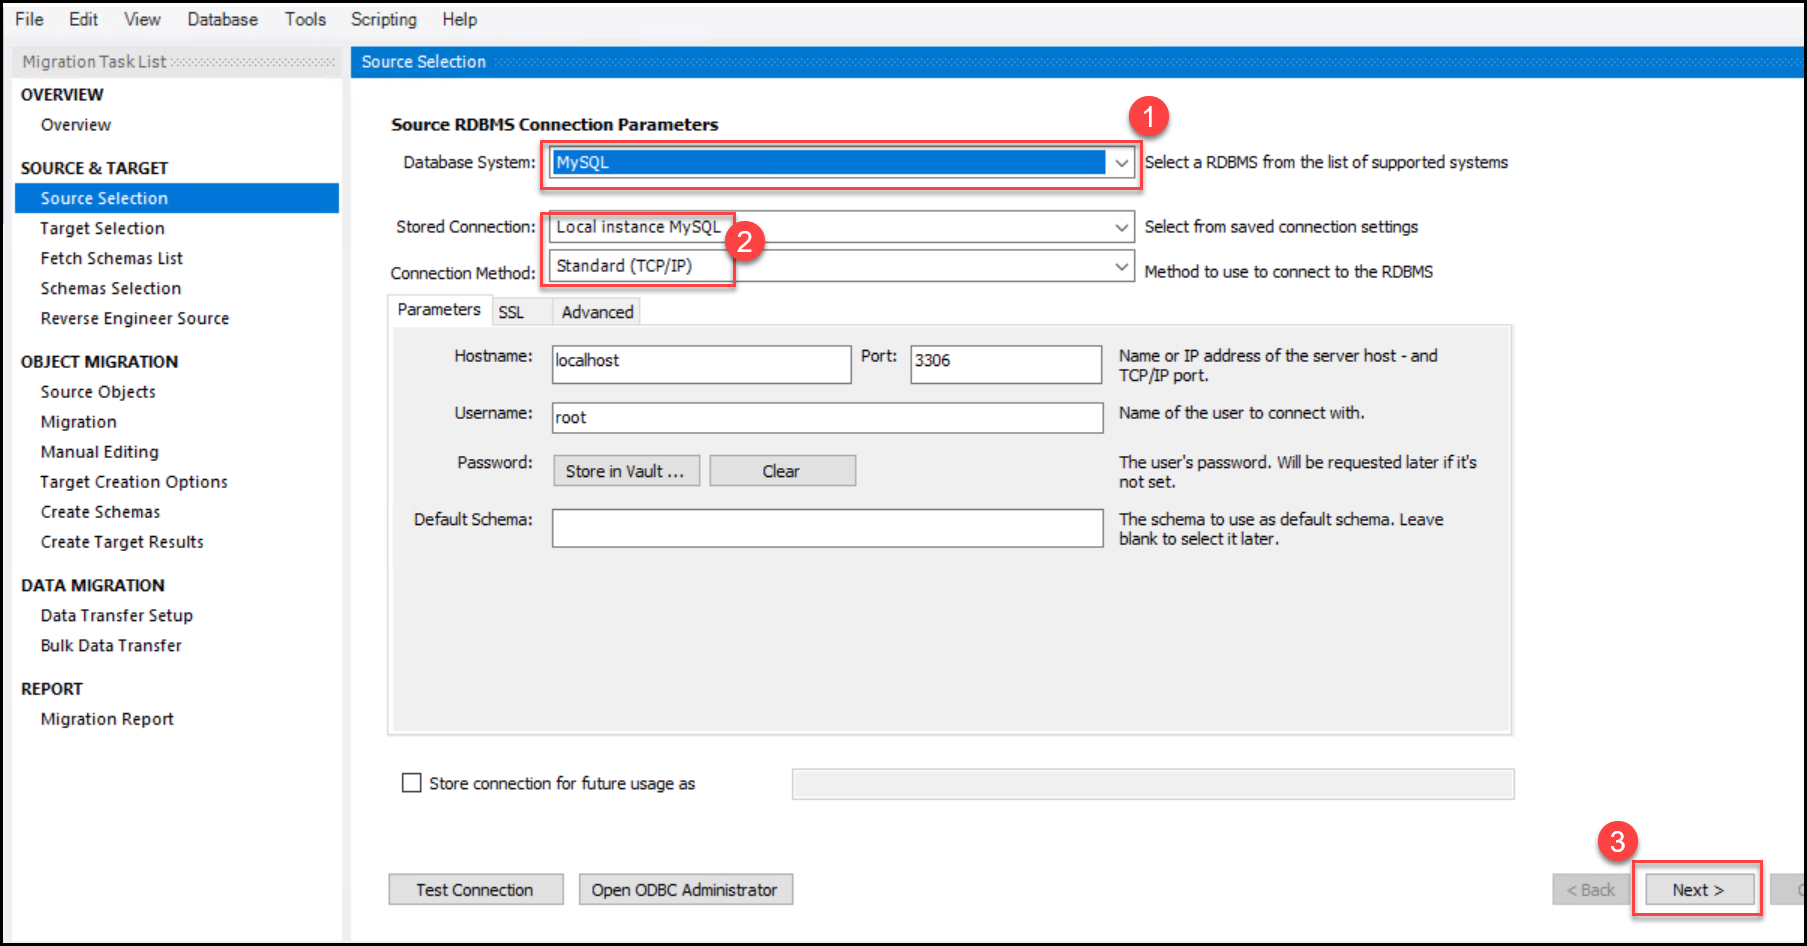 File Edit View Database Tools Scripting Help
Migration Task List
OVERVIEW
Overview
SOURCE & TARGET
Source Selection
Target Selection
Fetch Schemas List
Schemas Selection
Reverse Engineer Source
OBJECT MIGRATION
Source Objects
Migration
Manual Editing
Target Creation Options
Create Schemas
Create Target Results
DATA MIGRATION
Data Transfer Setup
Bulk Data Transfer
REPORT
Migration Report
Source Selection
Source RDBMS Connection Parameters
1
Database System: MySQL Select a RDBMS from the list of supported systems
Stored Connection: Local instance MySQL Select from saved connection settings
2
Connection Method: Standard (TCP/IP) Method to use to connect to the RDBMS
Parameters SSL Advanced
Hostname: localhost Port: 3306 Name or IP address of the server host - and
TCP/IP port.
Username: root Name of the user to connect with.
Password: Store in Vault ... Clear The user's password. Will be requested later if it's
not set.
Default Schema: The schema to use as default schema. Leave
blank to select it later.
Store connection for future usage as
3
Test Connection Open ODBC Administrator < Back Next >